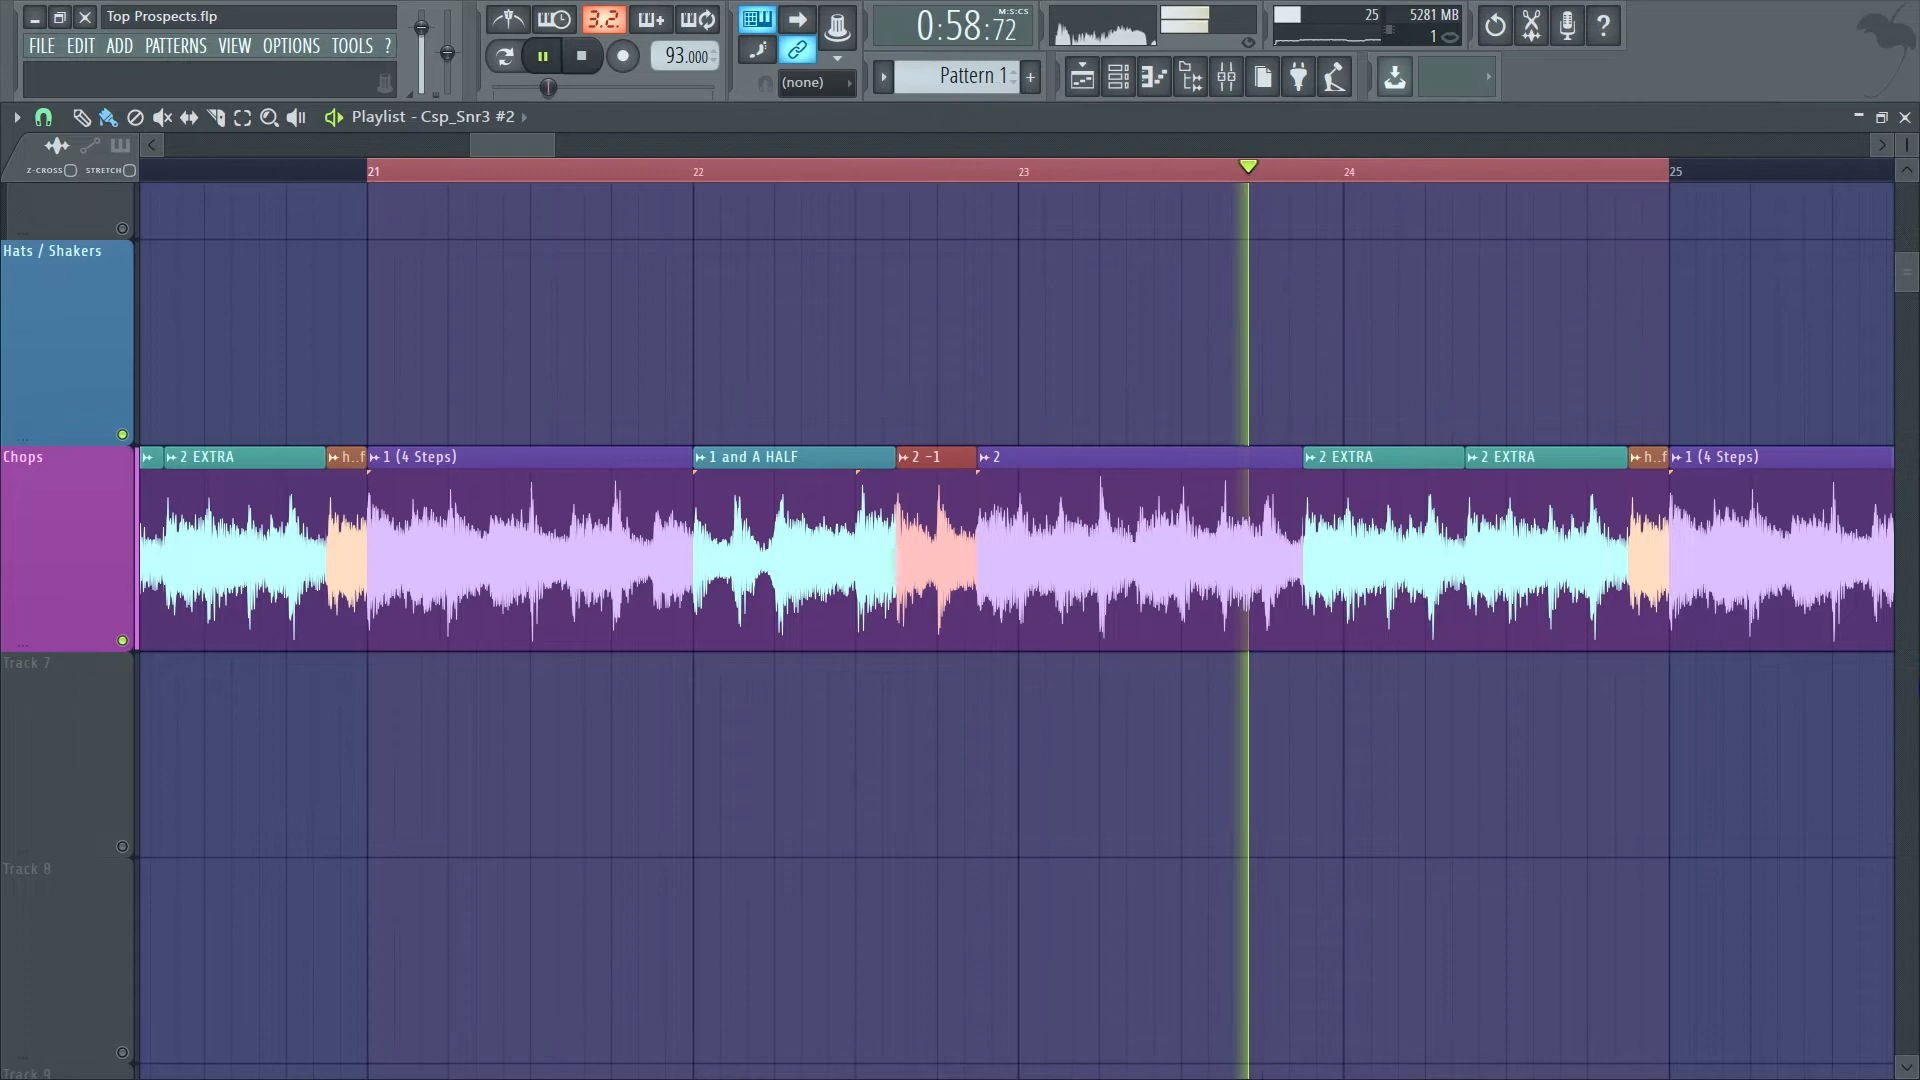 Top Prospects.flp
FILE EDIT ADD PATTERNS VIEW OPTIONS TOOLS ?
3.2.
93.000
(none)
M:S:CS
0:58:72
Pattern 1
+
25
5281 MB
1
?
Playlist - Csp_Snr3 #2
Z-CROSS STRETCH
21 22 23 24 25
Hats / Shakers
Chops
2 EXTRA
h..f
1 (4 Steps)
1 and A HALF
2 -1
2
2 EXTRA
2 EXTRA
h..f
1 (4 Steps)
Track 7
Track 8
Track 9